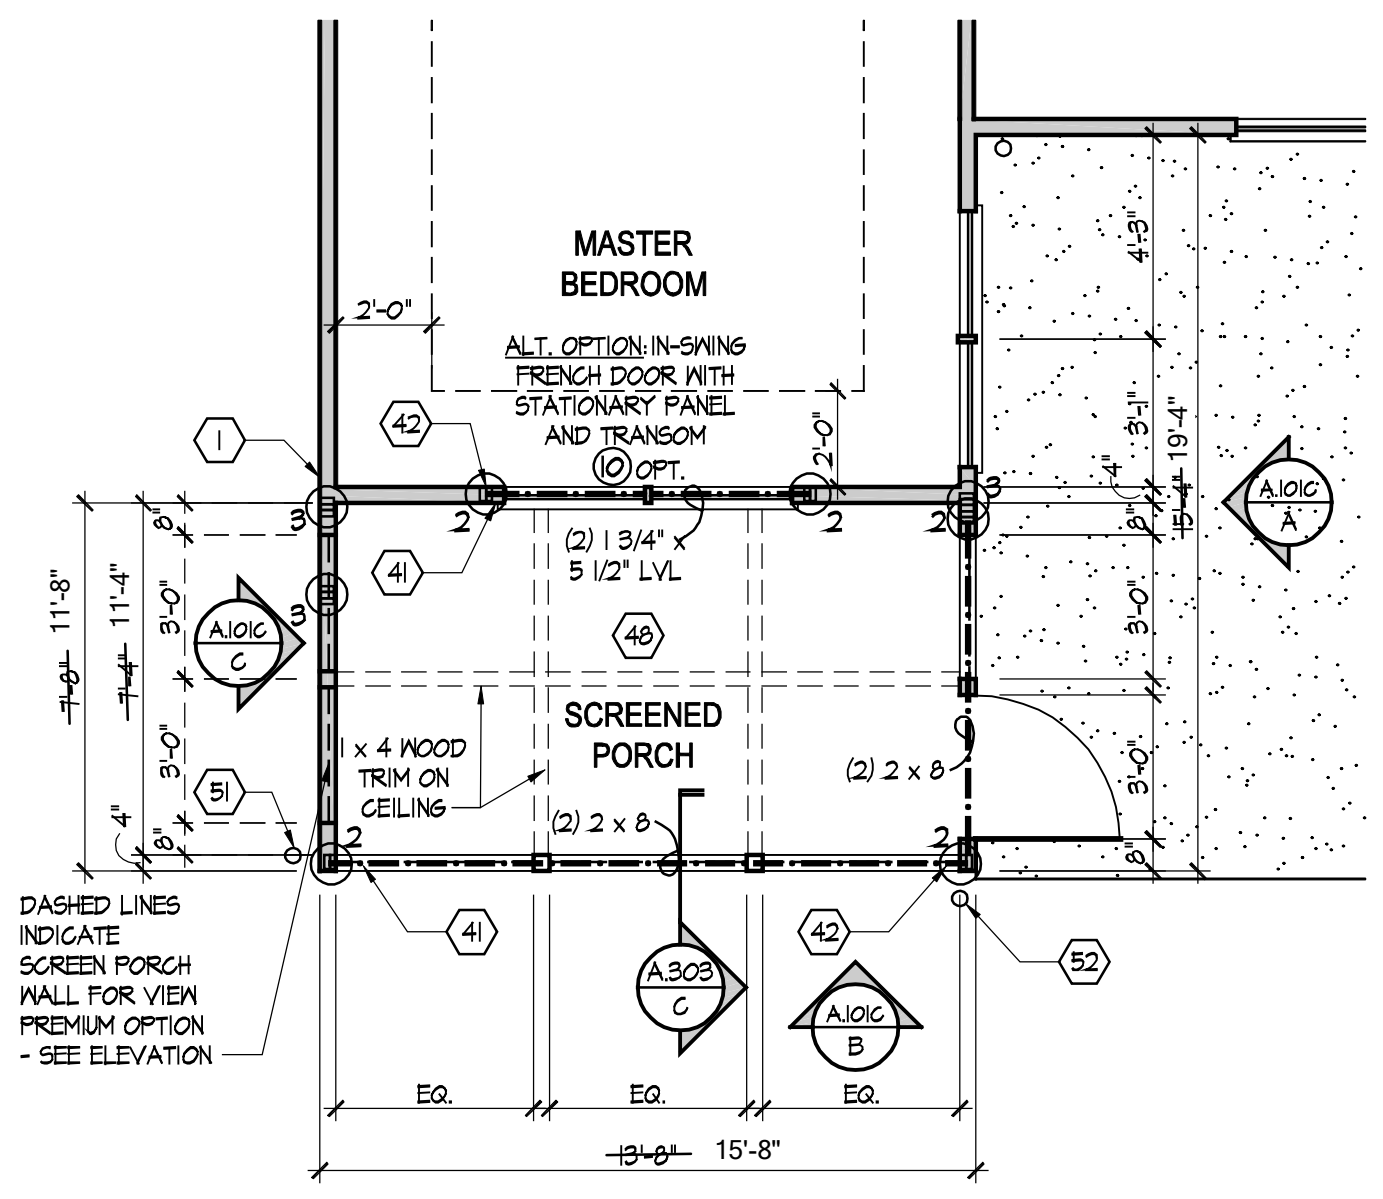 MASTER
BEDROOM
2'-0"
ALT. OPTION: IN-SWING
FRENCH DOOR WITH
STATIONARY PANEL
AND TRANSOM
10 OPT.
2'-0"
4'-3"
3'-1"
15'-4" 19'-4"
4"
8"
3'-0"
3'-0"
8"
1
42
3
2
2
3
2
41
(2) 1 3/4" x
5 1/2" LVL
A.101C
A
8"
11'-8"
7'-8"
11'-4"
7'-4"
3'-0"
3'-0"
4"
8"
3
A.101C
C
48
SCREENED
PORCH
1 x 4 WOOD
TRIM ON
CEILING
(2) 2 x 8
(2) 2 x 8
51
2
2
DASHED LINES
INDICATE
SCREEN PORCH
WALL FOR VIEW
PREMIUM OPTION
- SEE ELEVATION
41
42
52
A.303
C
A.101C
B
EQ.
EQ.
EQ.
13'-8" 15'-8"